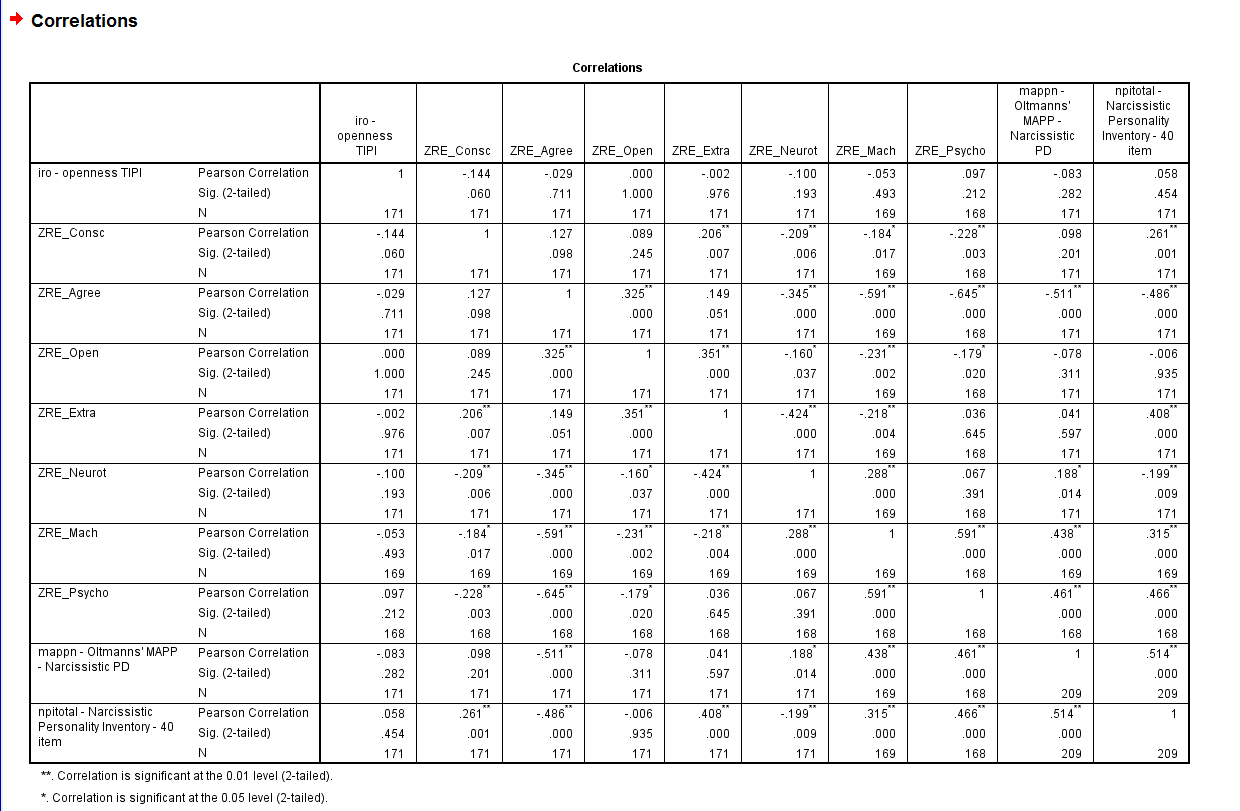 Correlations
Correlations
iro - openness TIPI ZRE_Consc ZRE_Agree ZRE_Open ZRE_Extra ZRE_Neurot ZRE_Mach ZRE_Psycho mappn - Oltmanns' MAPP - Narcissistic PD npitotal - Narcissistic Personality Inventory - 40 item
iro - openness TIPI Pearson Correlation 1 -.144 -.029 .000 -.002 -.100 -.053 .097 -.083 .058
Sig. (2-tailed) .060 .711 1.000 .976 .193 .493 .212 .282 .454
N 171 171 171 171 171 171 169 168 171 171
ZRE_Consc Pearson Correlation -.144 1 .127 .089 .206** -.209** -.184* -.228** .098 .261**
Sig. (2-tailed) .060 .098 .245 .007 .006 .017 .003 .201 .001
N 171 171 171 171 171 171 169 168 171 171
ZRE_Agree Pearson Correlation -.029 .127 1 .325** .149 -.345** -.591** -.645** -.511** -.486**
Sig. (2-tailed) .711 .098 .000 .051 .000 .000 .000 .000 .000
N 171 171 171 171 171 171 169 168 171 171
ZRE_Open Pearson Correlation .000 .089 .325** 1 .351** -.160* -.231** -.179* -.078 -.006
Sig. (2-tailed) 1.000 .245 .000 .000 .037 .002 .020 .311 .935
N 171 171 171 171 171 171 169 168 171 171
ZRE_Extra Pearson Correlation -.002 .206** .149 .351** 1 -.424** -.218** .036 .041 .408**
Sig. (2-tailed) .976 .007 .051 .000 .000 .004 .645 .597 .000
N 171 171 171 171 171 171 169 168 171 171
ZRE_Neurot Pearson Correlation -.100 -.209** -.345** -.160* -.424** 1 .288** .067 .188* -.199**
Sig. (2-tailed) .193 .006 .000 .037 .000 .000 .391 .014 .009
N 171 171 171 171 171 171 169 168 171 171
ZRE_Mach Pearson Correlation -.053 -.184* -.591** -.231** -.218** .288** 1 .591** .438** .315**
Sig. (2-tailed) .493 .017 .000 .002 .004 .000 .000 .000 .000
N 169 169 169 169 169 169 169 168 169 169
ZRE_Psycho Pearson Correlation .097 -.228** -.645** -.179* .036 .067 .591** 1 .461** .466**
Sig. (2-tailed) .212 .003 .000 .020 .645 .391 .000 .000 .000
N 168 168 168 168 168 168 168 168 168 168
mappn - Oltmanns' MAPP - Narcissistic PD Pearson Correlation -.083 .098 -.511** -.078 .041 .188* .438** .461** 1 .514**
Sig. (2-tailed) .282 .201 .000 .311 .597 .014 .000 .000 .000
N 171 171 171 171 171 171 169 168 209 209
npitotal - Narcissistic Personality Inventory - 40 item Pearson Correlation .058 .261** -.486** -.006 .408** -.199** .315** .466** .514** 1
Sig. (2-tailed) .454 .001 .000 .935 .000 .009 .000 .000 .000
N 171 171 171 171 171 171 169 168 209 209
**. Correlation is significant at the 0.01 level (2-tailed).
*. Correlation is significant at the 0.05 level (2-tailed).